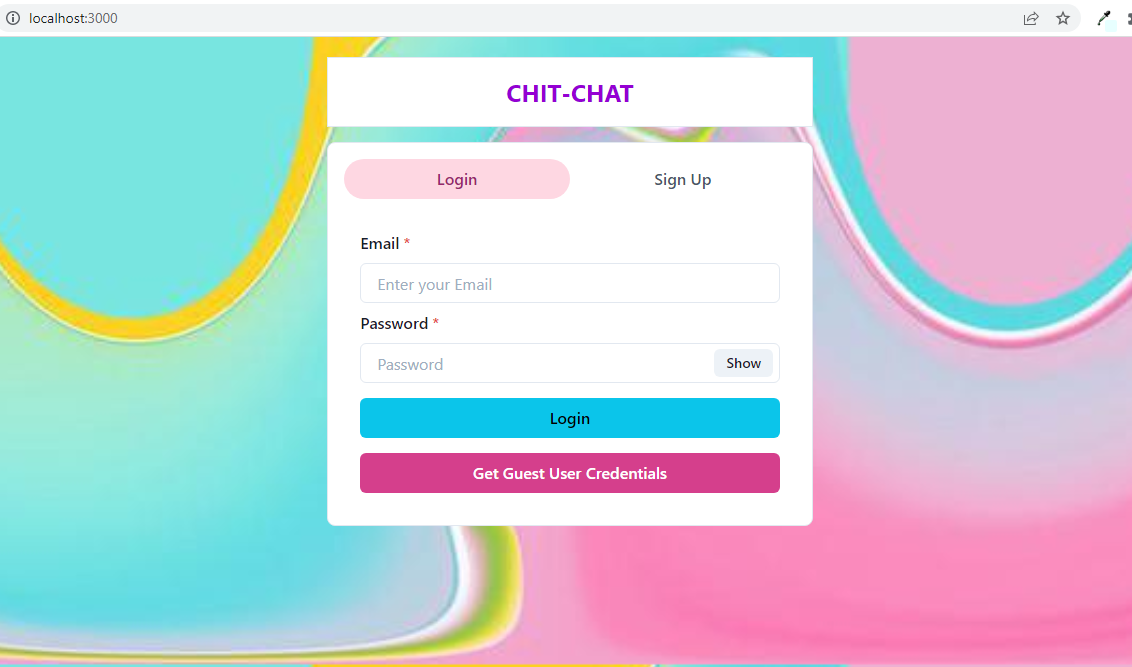 localhost:3000
CHIT-CHAT
Login Sign Up
Email *
Enter your Email
Password *
Password Show
Login
Get Guest User Credentials